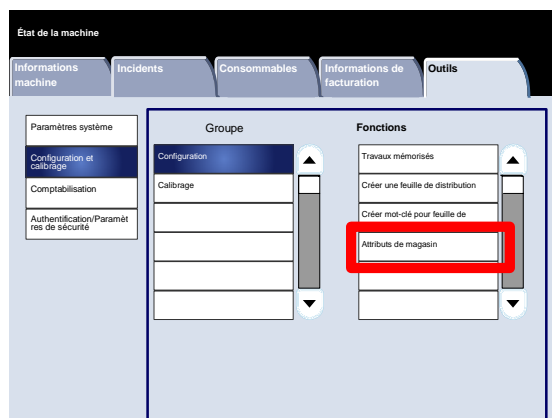 État de la machine
Informations
machine
Incidents
Consommables
Informations de
facturation
Outils
Paramètres système
Configuration et
calibrage
Comptabilisation
Authentification/Paramèt
res de sécurité
Groupe
Configuration
Calibrage
Fonctions
Travaux mémorisés
Créer une feuille de distribution
Créer mot-clé pour feuille de
Attributs de magasin